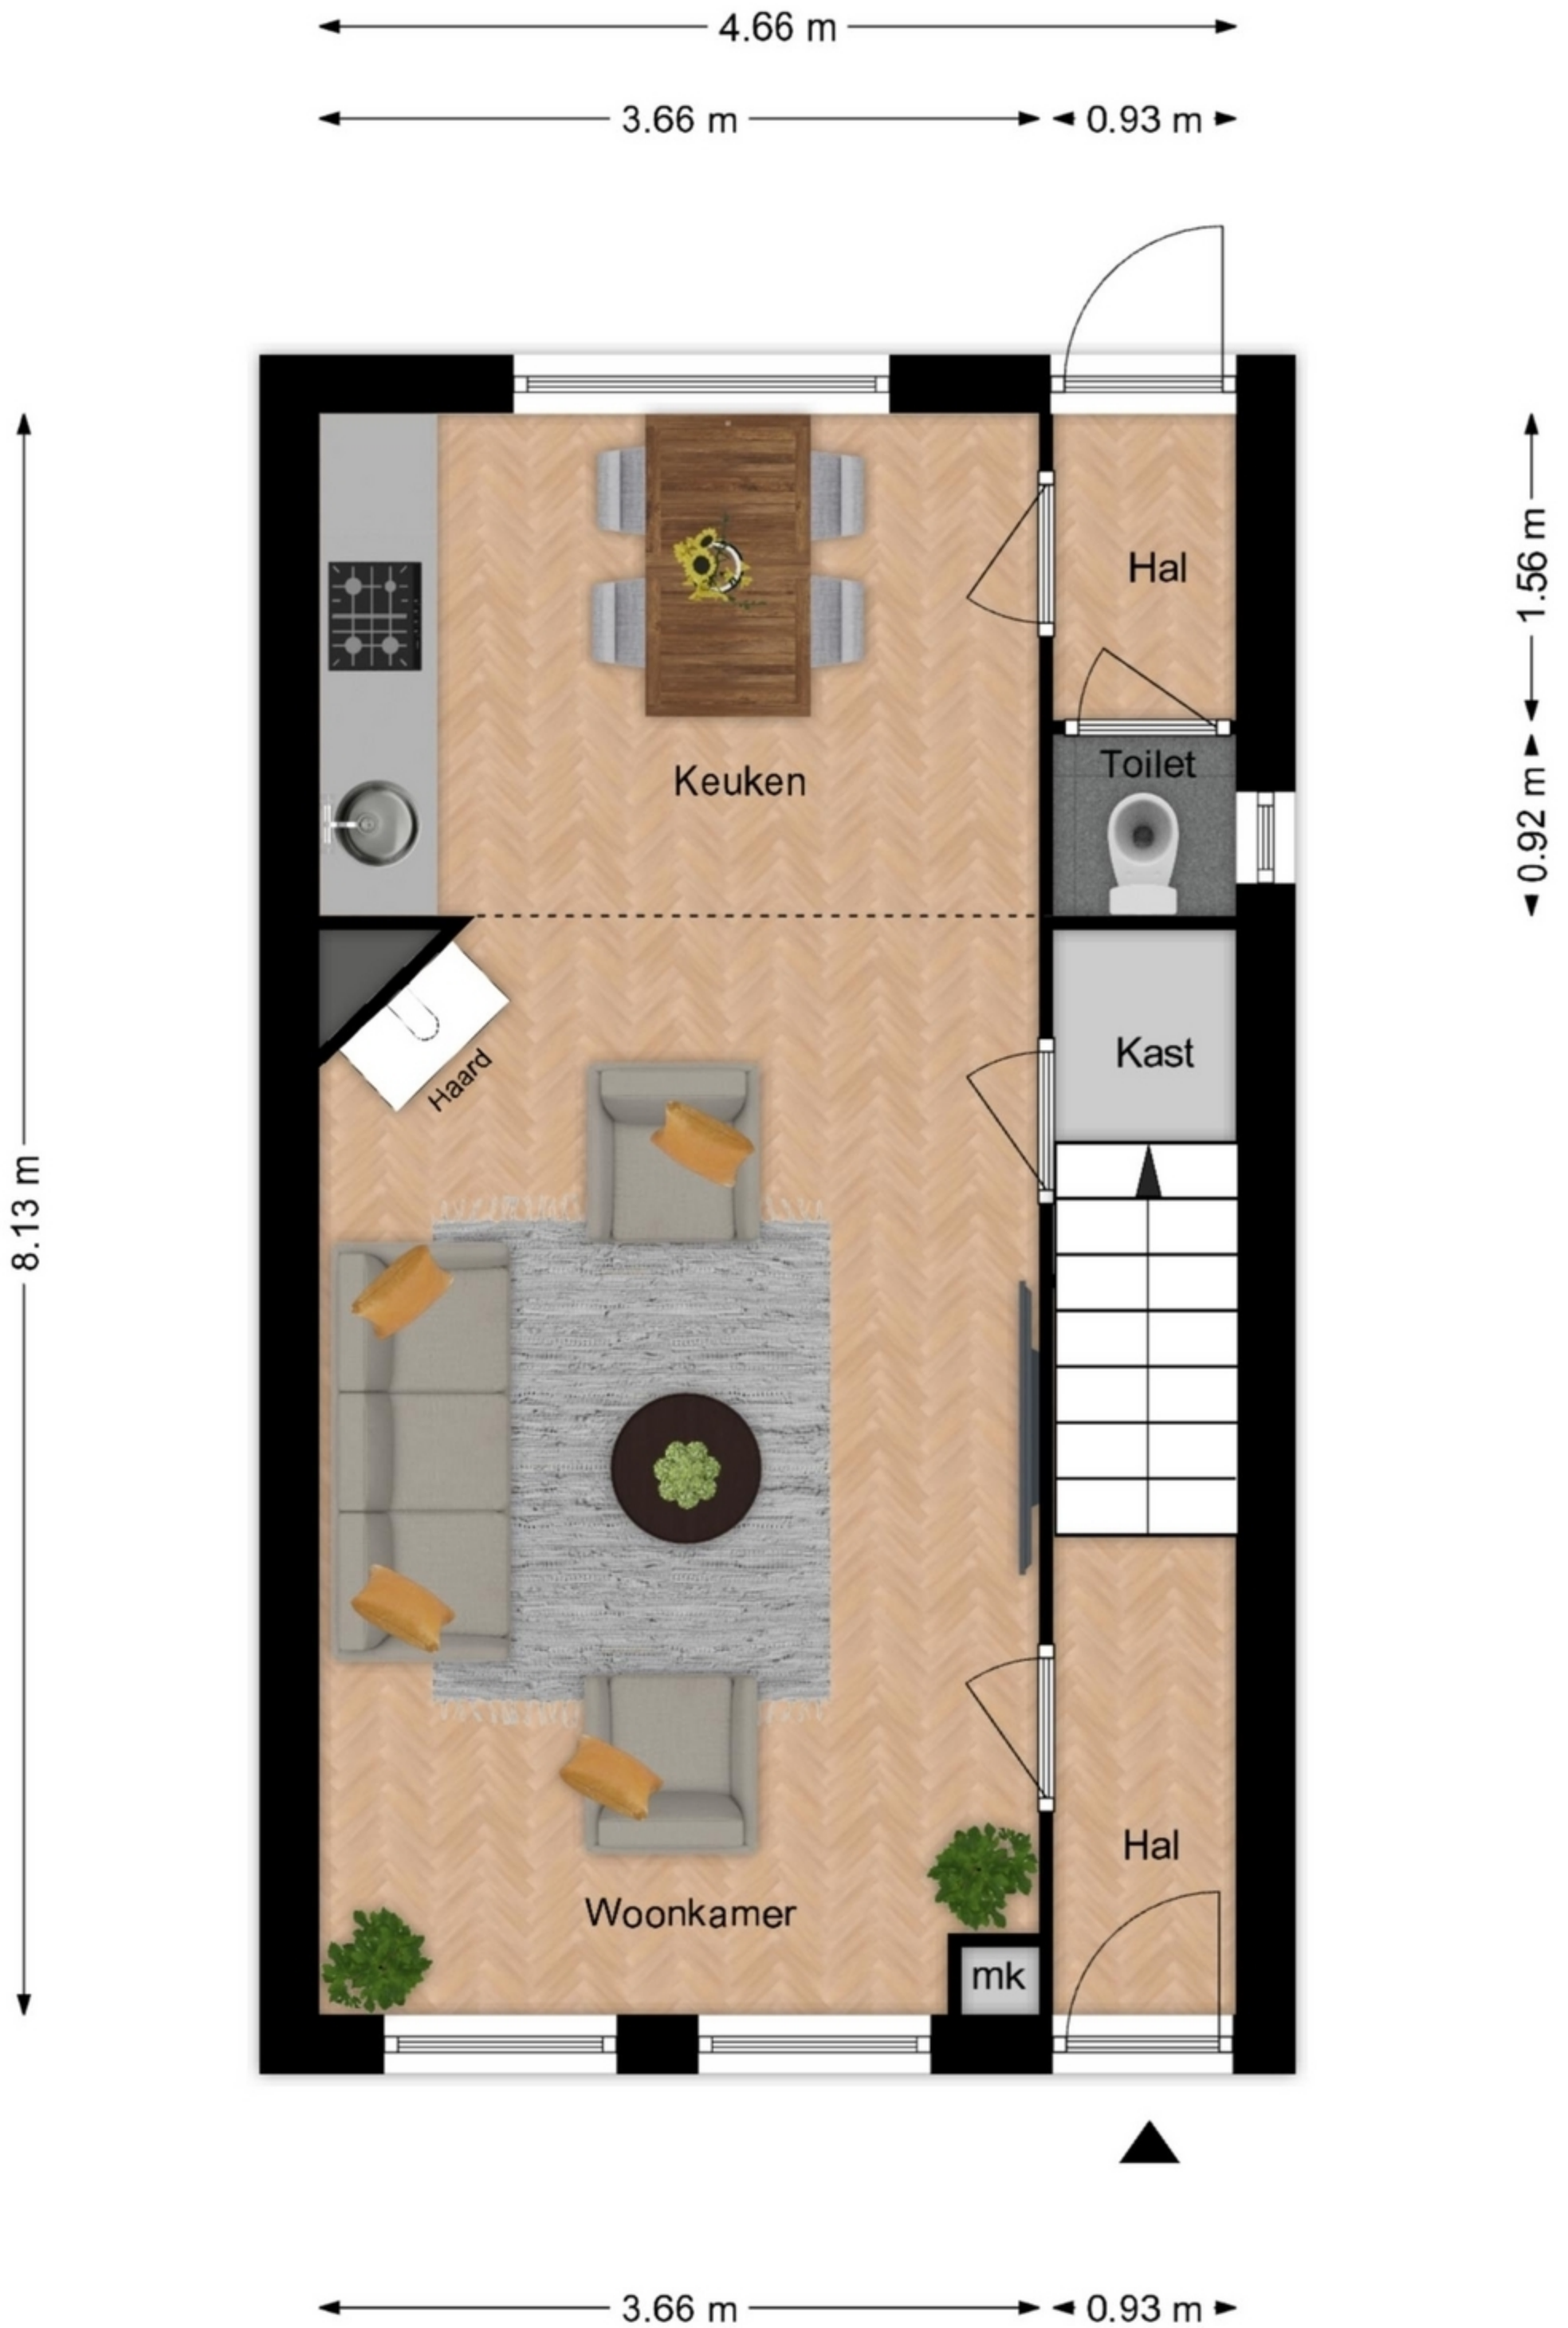 4.66 m
3.66 m
0.93 m
Hal
1.56 m
Toilet
Keuken
0.92 m
Kast
Haard
8.13 m
Hal
Woonkamer
mk
3.66 m
0.93 m